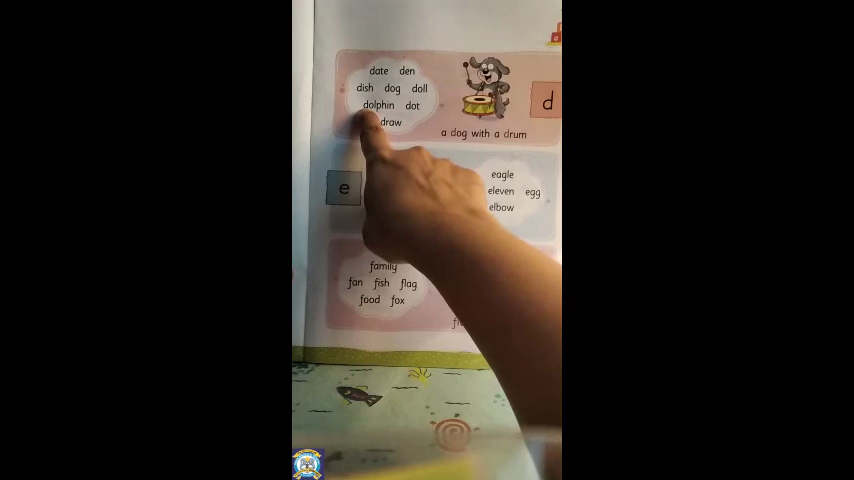 date den
dish dog doll
dolphin dot
draw
a dog with a drum
d
e
eagle
eleven egg
elbow
family
fan fish flag
food fox
a